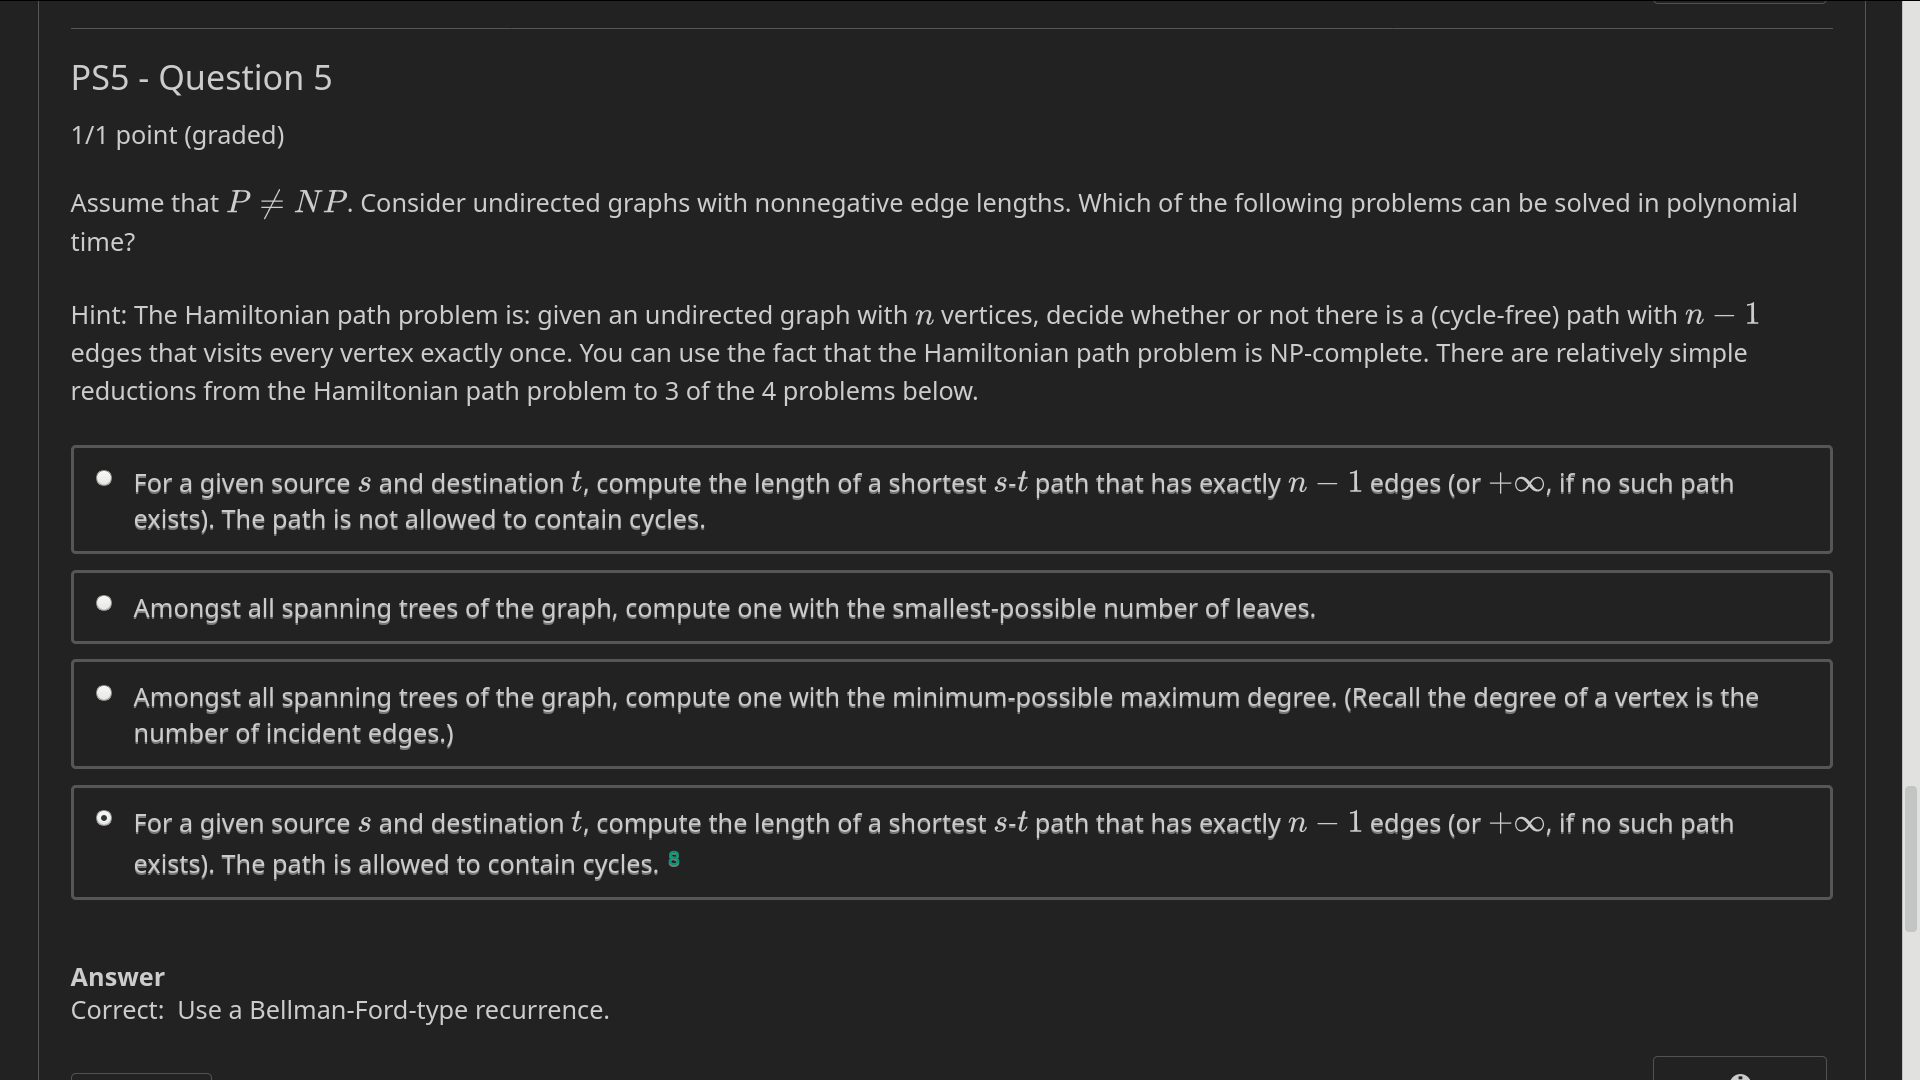 PS5 - Question 5
1/1 point (graded)
Assume that P ≠ NP. Consider undirected graphs with nonnegative edge lengths. Which of the following problems can be solved in polynomial
time?
Hint: The Hamiltonian path problem is: given an undirected graph with n vertices, decide whether or not there is a (cycle-free) path with n − 1
edges that visits every vertex exactly once. You can use the fact that the Hamiltonian path problem is NP-complete. There are relatively simple
reductions from the Hamiltonian path problem to 3 of the 4 problems below.
For a given source s and destination t, compute the length of a shortest s-t path that has exactly n − 1 edges (or +∞, if no such path
exists). The path is not allowed to contain cycles.
Amongst all spanning trees of the graph, compute one with the smallest-possible number of leaves.
Amongst all spanning trees of the graph, compute one with the minimum-possible maximum degree. (Recall the degree of a vertex is the
number of incident edges.)
For a given source s and destination t, compute the length of a shortest s-t path that has exactly n − 1 edges (or +∞, if no such path
exists). The path is allowed to contain cycles. 8
Answer
Correct: Use a Bellman-Ford-type recurrence.